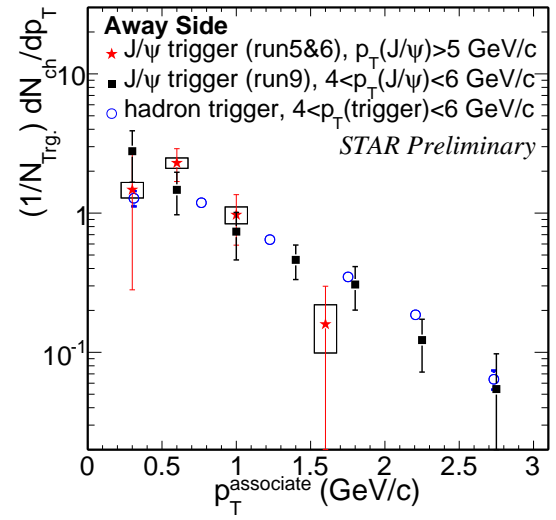 Away Side
J/ψ trigger (run5&6), p_T(J/ψ)>5 GeV/c
J/ψ trigger (run9), 4<p_T(J/ψ)<6 GeV/c
hadron trigger, 4<p_T(trigger)<6 GeV/c
STAR Preliminary
(1/N_Trg.) dN_ch/dp_T
10
1
10^-1
0 0.5 1 1.5 2 2.5 3
p_T^associate (GeV/c)